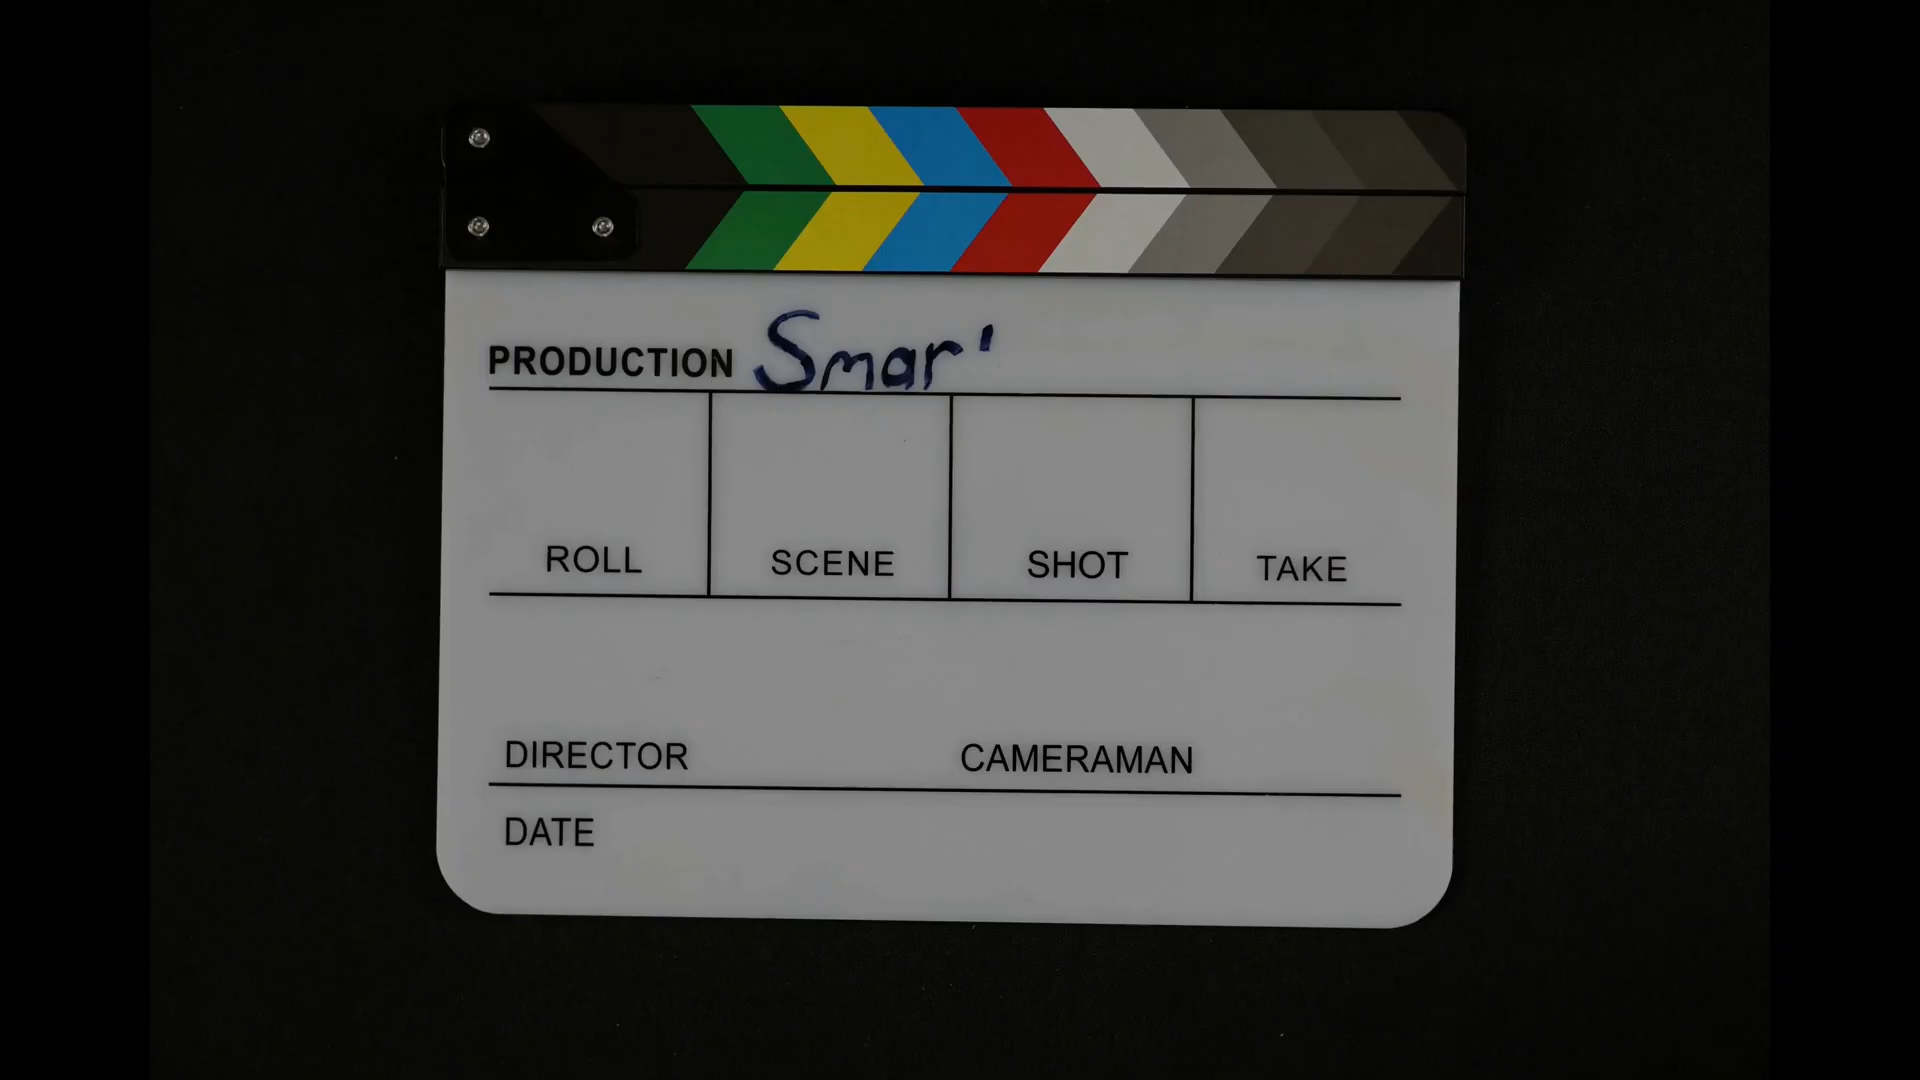 PRODUCTION Smar'
ROLL SCENE SHOT TAKE
DIRECTOR CAMERAMAN
DATE